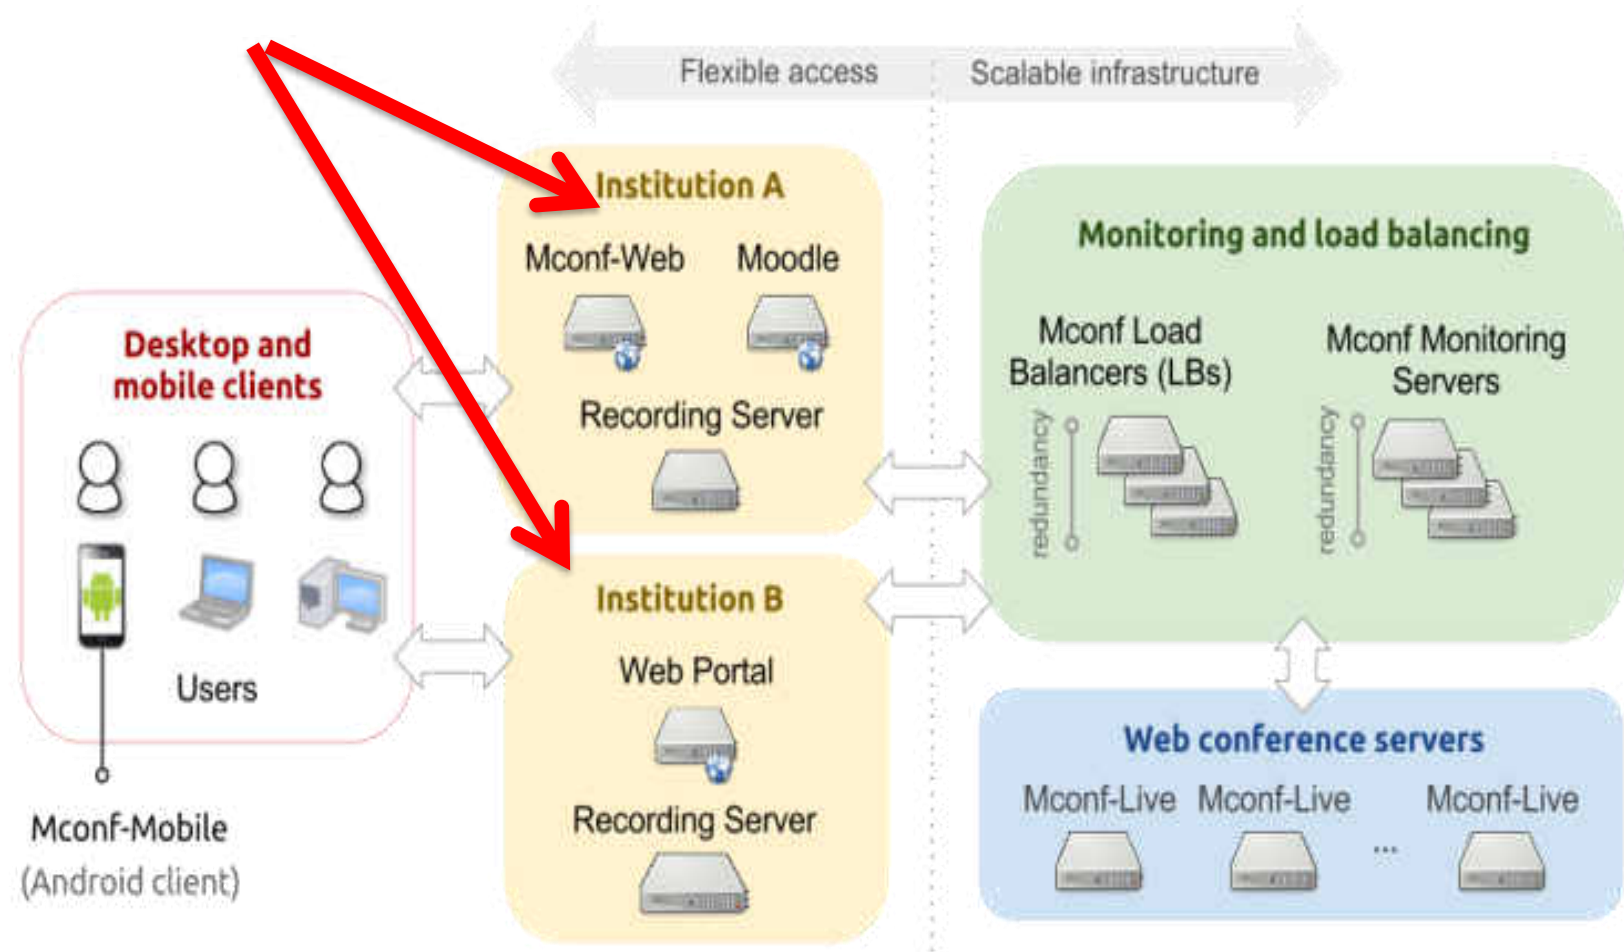 Flexible access
Scalable infrastructure
Desktop and
mobile clients
Users
Mconf-Mobile
(Android client)
Institution A
Mconf-Web
Moodle
Recording Server
Institution B
Web Portal
Recording Server
Monitoring and load balancing
Mconf Load
Balancers (LBs)
redundancy
Mconf Monitoring
Servers
redundancy
Web conference servers
Mconf-Live
Mconf-Live
...
Mconf-Live